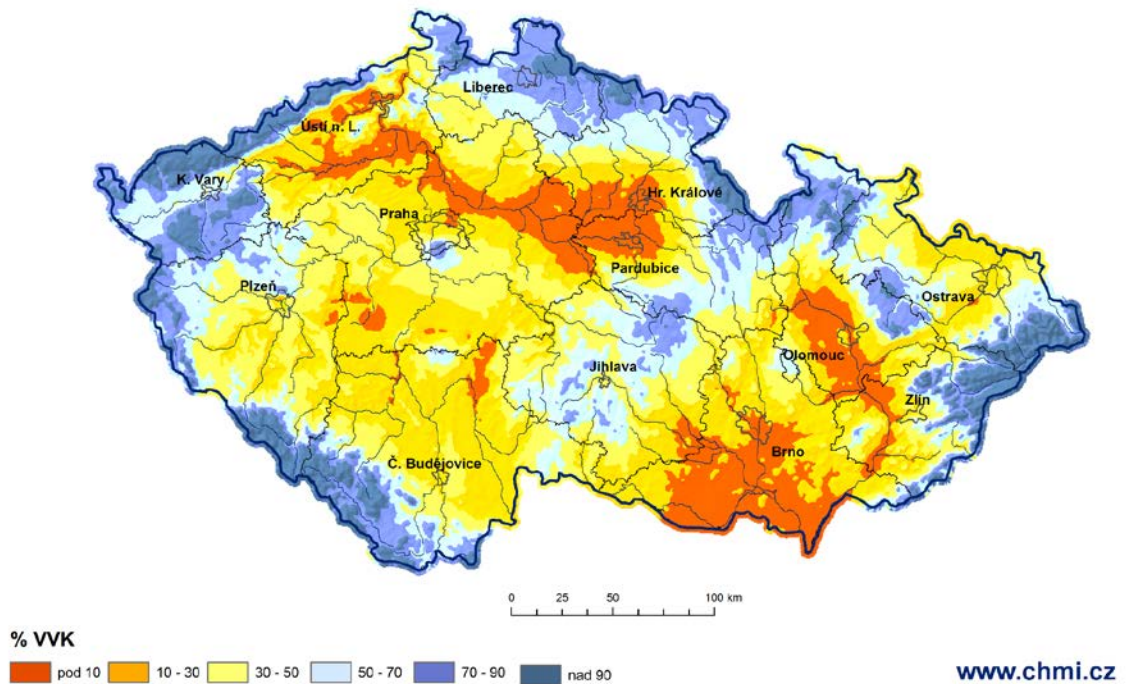 Liberec
Ústí n. L.
K. Vary
Hr. Králové
Praha
Pardubice
Plzeň
Ostrava
Olomouc
Jihlava
Zlín
Brno
Č. Budějovice
0 25 50 100 km
% VVK
pod 10 10 - 30 30 - 50 50 - 70 70 - 90 nad 90
www.chmi.cz